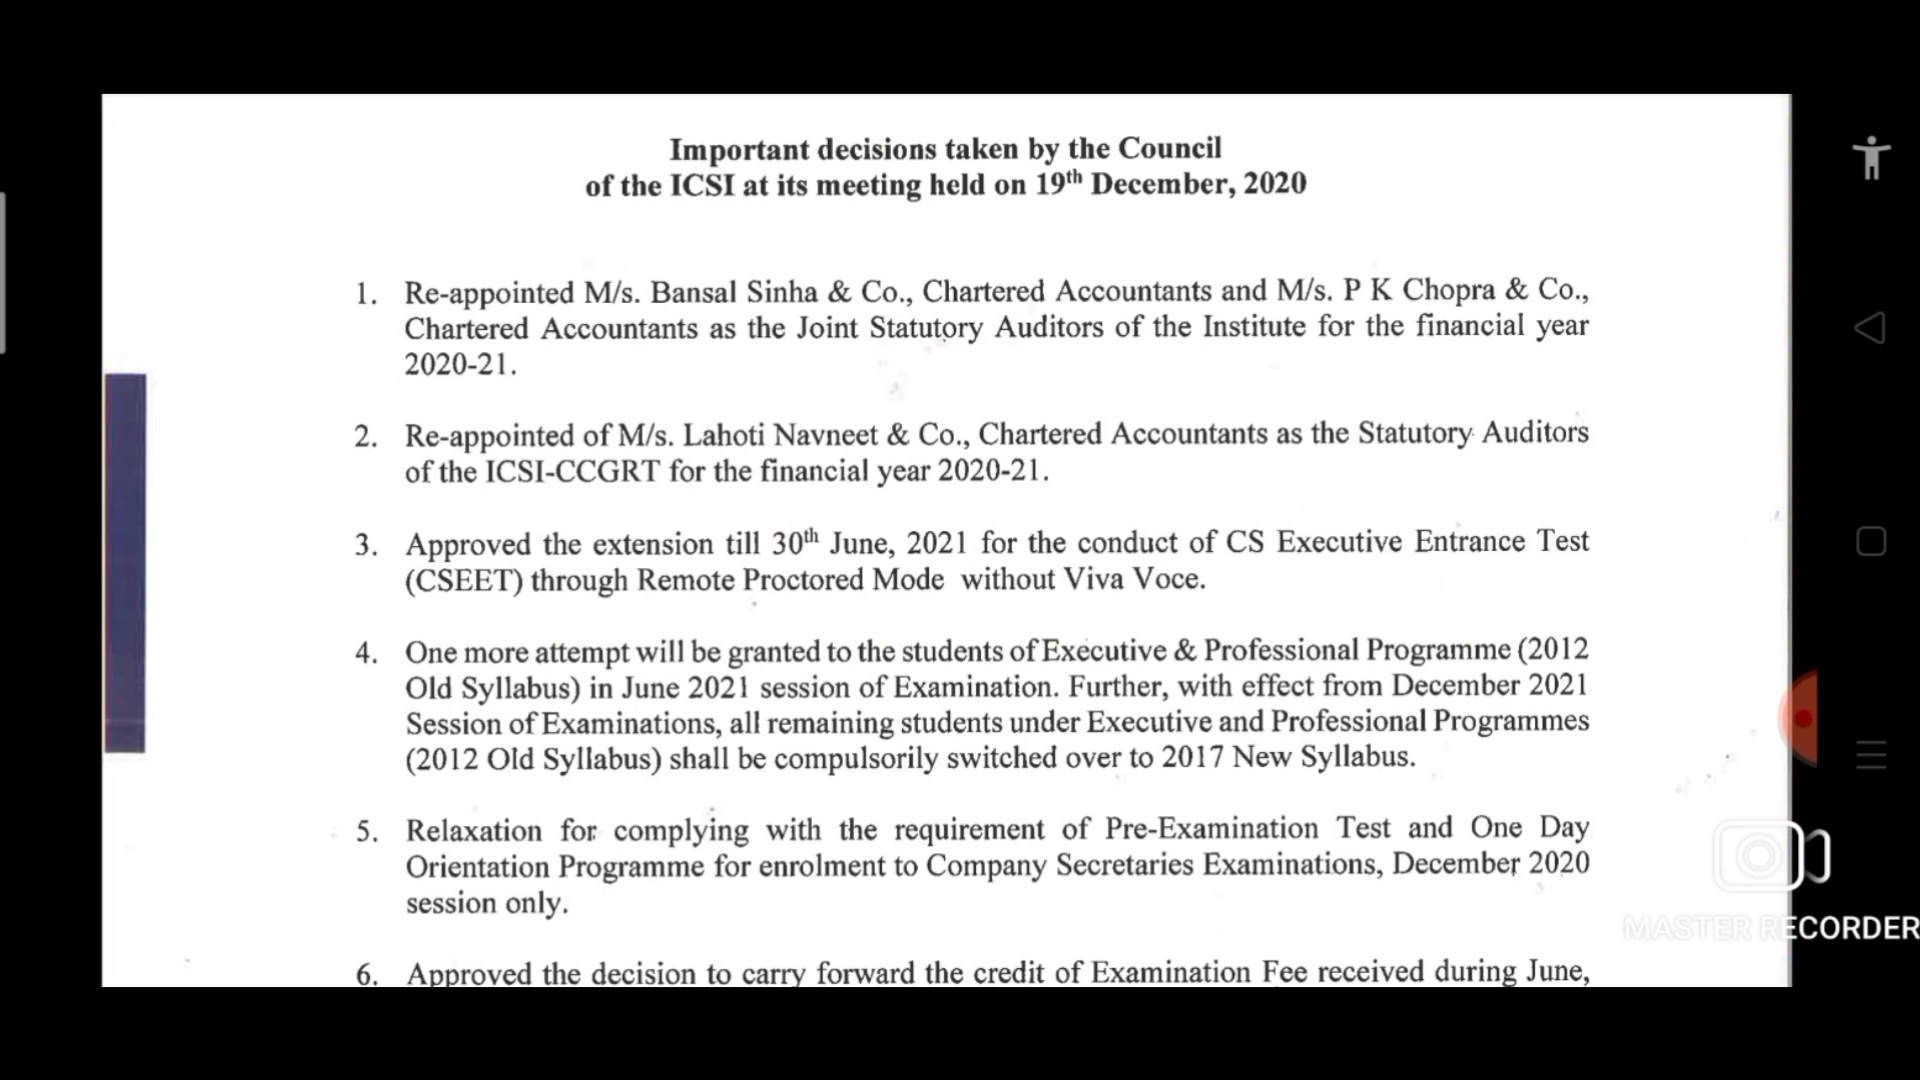 Important decisions taken by the Council
of the ICSI at its meeting held on 19th December, 2020
1. Re-appointed M/s. Bansal Sinha & Co., Chartered Accountants and M/s. P K Chopra & Co.,
Chartered Accountants as the Joint Statutory Auditors of the Institute for the financial year
2020-21.
2. Re-appointed of M/s. Lahoti Navneet & Co., Chartered Accountants as the Statutory Auditors
of the ICSI-CCGRT for the financial year 2020-21.
3. Approved the extension till 30th June, 2021 for the conduct of CS Executive Entrance Test
(CSEET) through Remote Proctored Mode without Viva Voce.
4. One more attempt will be granted to the students of Executive & Professional Programme (2012
Old Syllabus) in June 2021 session of Examination. Further, with effect from December 2021
Session of Examinations, all remaining students under Executive and Professional Programmes
(2012 Old Syllabus) shall be compulsorily switched over to 2017 New Syllabus.
5. Relaxation for complying with the requirement of Pre-Examination Test and One Day
Orientation Programme for enrolment to Company Secretaries Examinations, December 2020
session only.
6. Approved the decision to carry forward the credit of Examination Fee received during June,
MASTER RECORDER